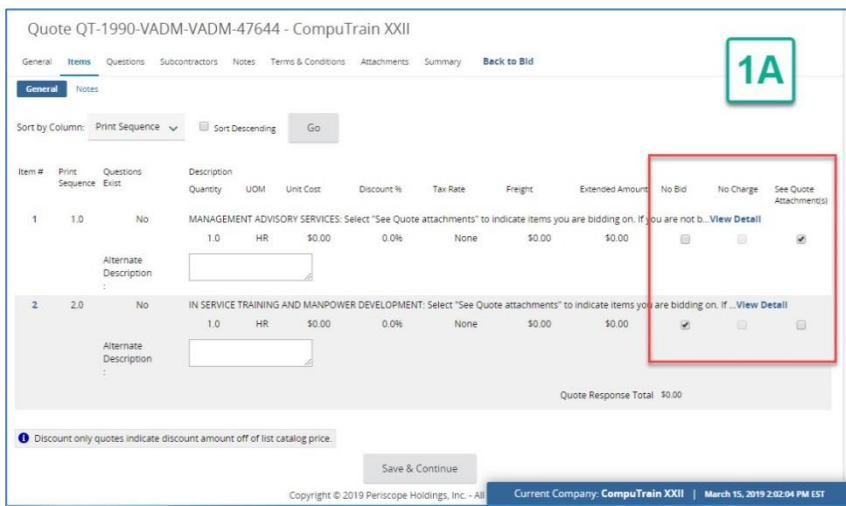 Quote QT-1990-VADM-VADM-47644 - CompuTrain XXII
General Items Questions Subcontractors Notes Terms & Conditions Attachments Summary Back to Bid
1A
General Notes
Sort by Column: Print Sequence Sort Descending Go
Item # Print Sequence Questions Exist Description
Quantity UOM Unit Cost Discount % Tax Rate Freight Extended Amount No Bid No Charge See Quote Attachment(s)
1 1.0 No MANAGEMENT ADVISORY SERVICES: Select "See Quote attachments" to indicate items you are bidding on. If you are not b...View Detail
1.0 HR $0.00 0.0% None $0.00 $0.00
Alternate
Description
:
2 2.0 No IN SERVICE TRAINING AND MANPOWER DEVELOPMENT: Select "See Quote attachments" to indicate items you are bidding on. If ...View Detail
1.0 HR $0.00 0.0% None $0.00 $0.00
Alternate
Description
:
Quote Response Total $0.00
Discount only quotes indicate discount amount off of list catalog price.
Save & Continue
Copyright © 2019 Periscope Holdings, Inc. - All
Current Company: CompuTrain XXII | March 15, 2019 2:02:04 PM EST